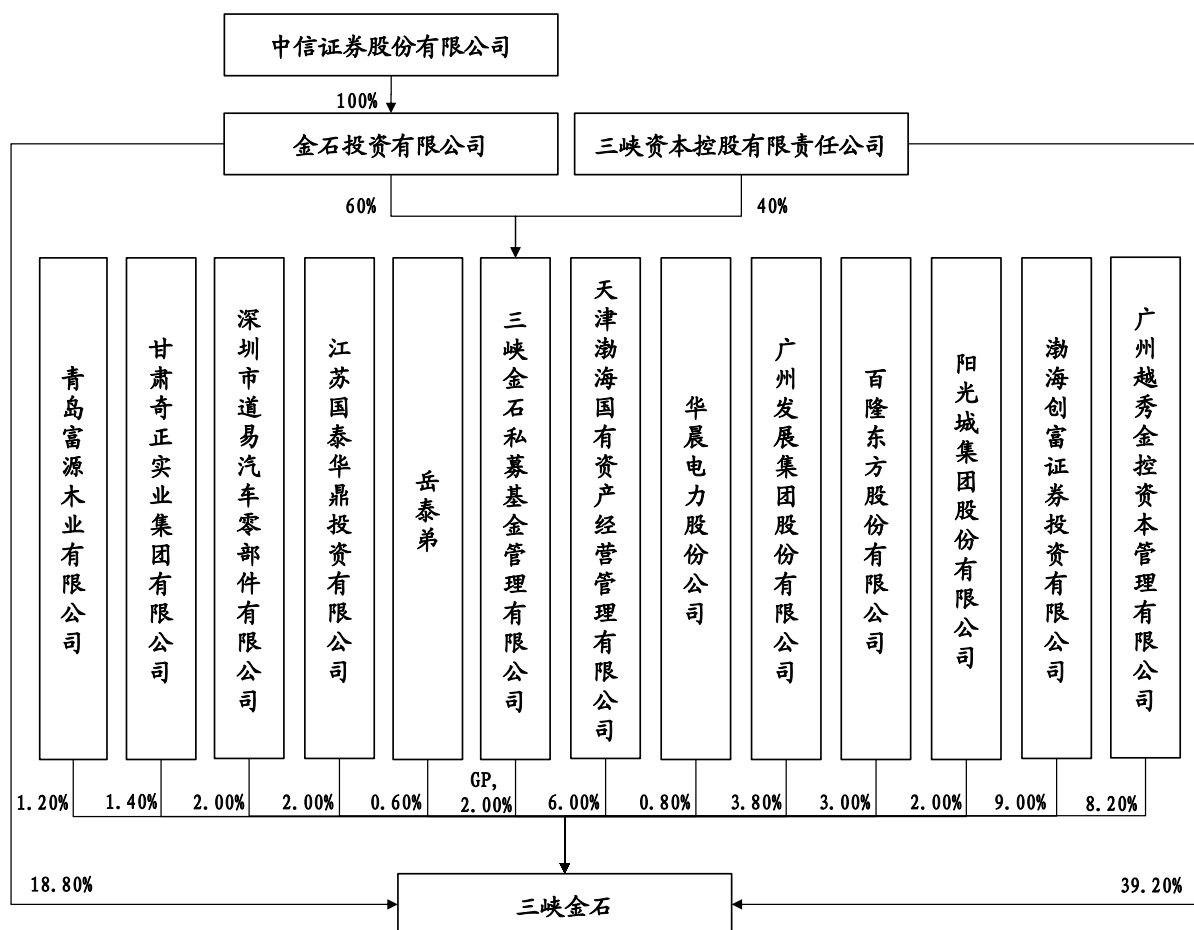 中信证券股份有限公司
100%
金石投资有限公司
三峡资本控股有限责任公司
60%
40%
青岛富源木业有限公司
甘肃奇正实业集团有限公司
深圳市道易汽车零部件有限公司
江苏国泰华鼎投资有限公司
岳泰弟
三峡金石私募基金管理有限公司
天津渤海国有资产经营管理有限公司
华晨电力股份公司
广州发展集团股份有限公司
百隆东方股份有限公司
阳光城集团股份有限公司
渤海创富证券投资有限公司
广州越秀金控资本管理有限公司
1.20%
1.40%
2.00%
2.00%
0.60%
GP,
2.00%
6.00%
0.80%
3.80%
3.00%
2.00%
9.00%
8.20%
18.80%
39.20%
三峡金石